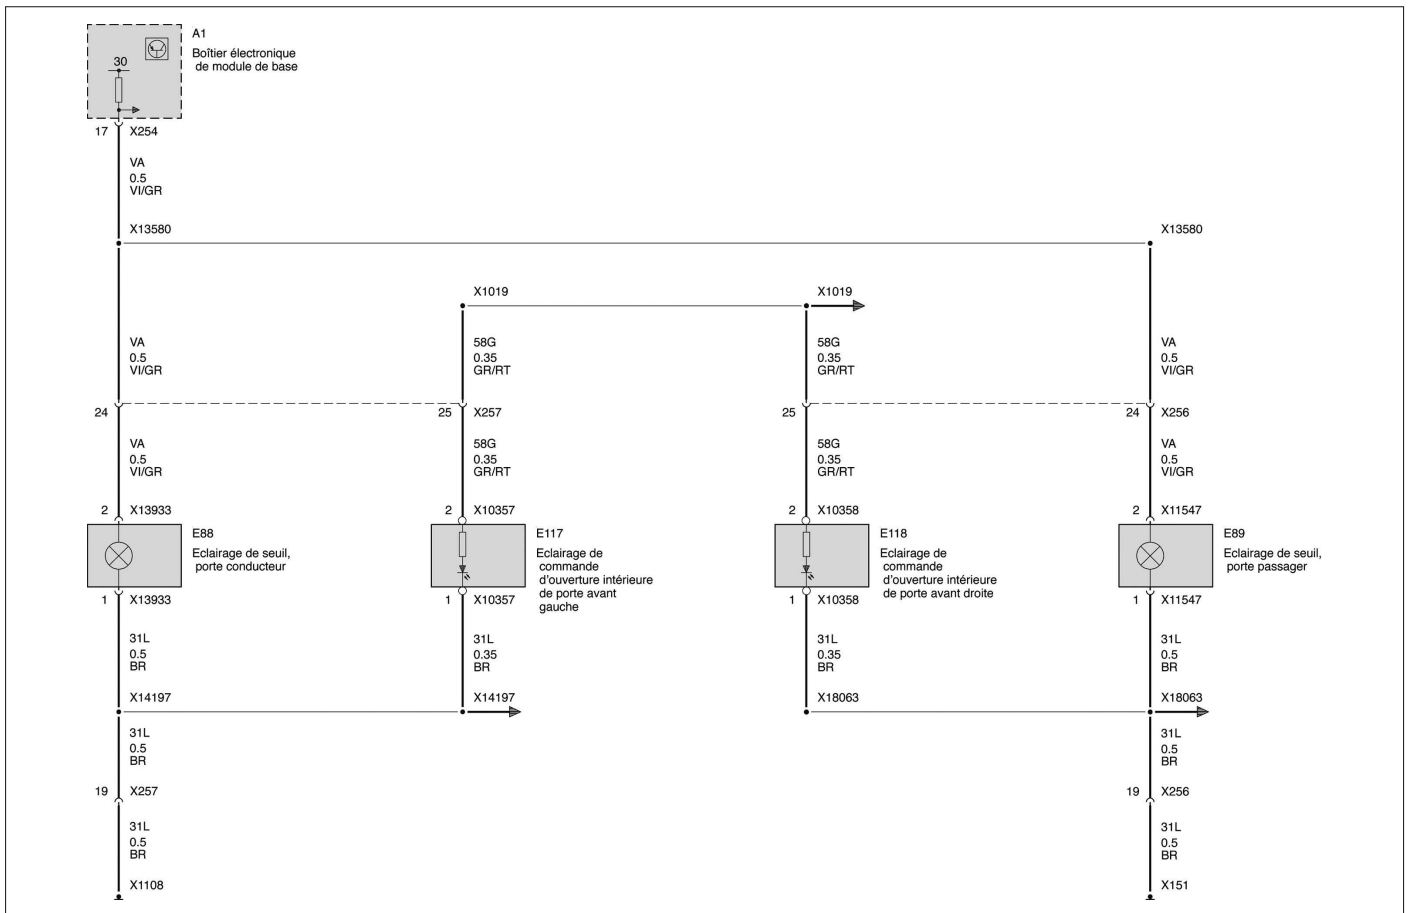 A1
Boîtier électronique
de module de base
30
17 X254
VA
0.5
VI/GR
X13580 X13580
X1019 X1019
VA 58G 58G VA
0.5 0.35 0.35 0.5
VI/GR GR/RT GR/RT VI/GR
24 25 X257 25 24 X256
VA 58G 58G VA
0.5 0.35 0.35 0.5
VI/GR GR/RT GR/RT VI/GR
2 X13933 2 X10357 2 X10358 2 X11547
E88
Eclairage de seuil,
porte conducteur
E117
Eclairage de
commande
d'ouverture intérieure
de porte avant
gauche
E118
Eclairage de
commande
d'ouverture intérieure
de porte avant droite
E89
Eclairage de seuil,
porte passager
1 X13933 1 X10357 1 X10358 1 X11547
31L 31L 31L 31L
0.5 0.35 0.35 0.5
BR BR BR BR
X14197 X14197 X18063 X18063
31L 31L
0.5 0.5
BR BR
19 X257 19 X256
31L 31L
0.5 0.5
BR BR
X1108 X151